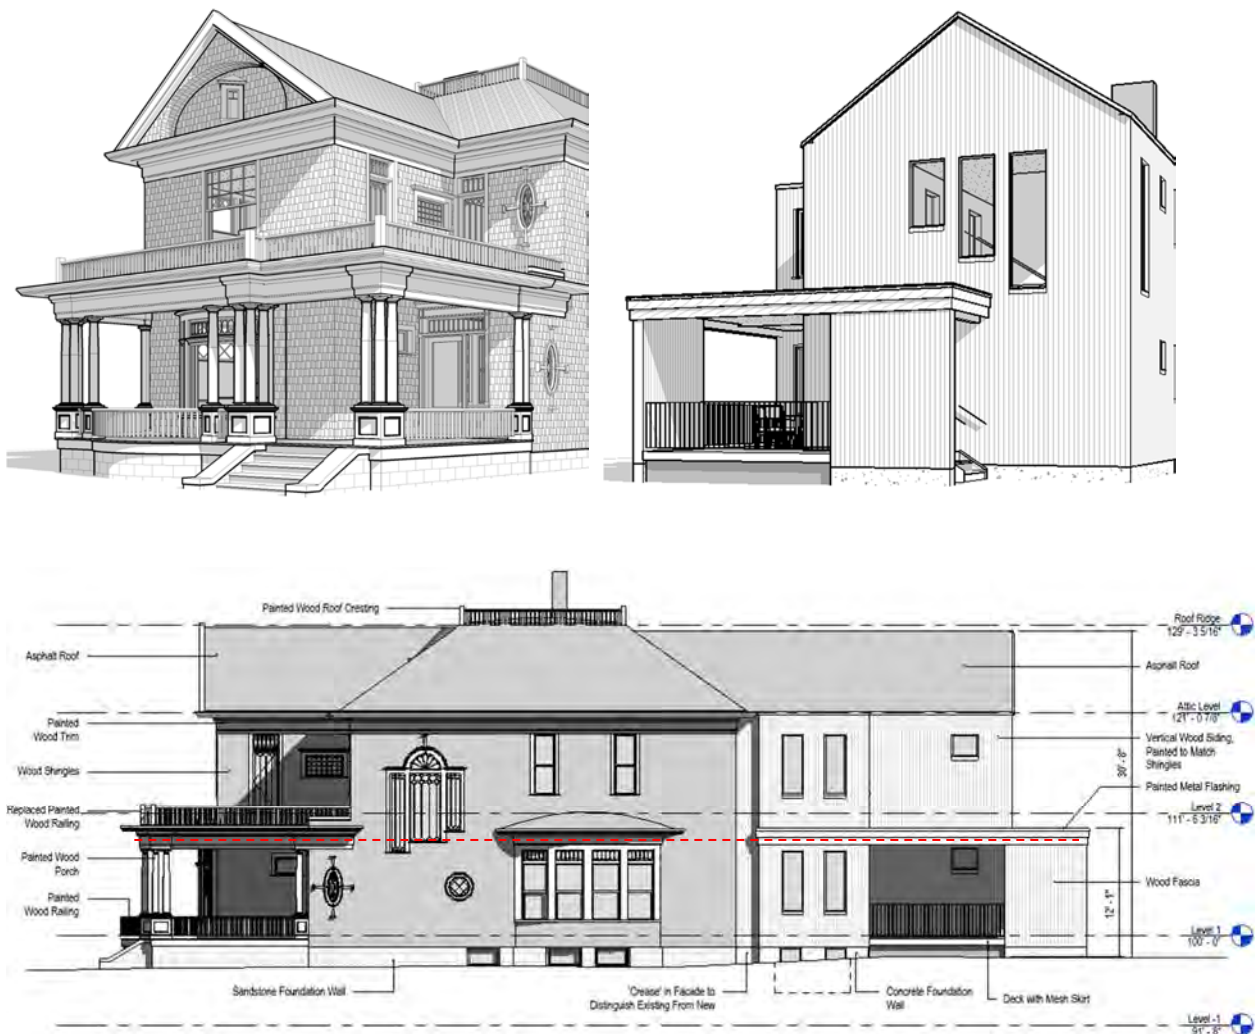 Painted Wood Roof Cresting
Roof Ridge
129' - 3 5/16"
Asphalt Roof
Asphalt Roof
Attic Level
121' - 0 7/8"
Painted
Wood Trim
Vertical Wood Siding,
Painted to Match
Shingles
Wood Shingles
30'- 8"
Painted Metal Flashing
Replaced Painted
Wood Railing
Level 2
111' - 6 3/16"
Painted Wood
Porch
Wood Fascia
Painted
Wood Railing
12' - 1"
Level 1
100' - 0"
Sandstone Foundation Wall
'Crease' in Facade to
Distinguish Existing From New
Concrete Foundation
Wall
Deck with Mesh Skirt
Level -1
91' - 8"